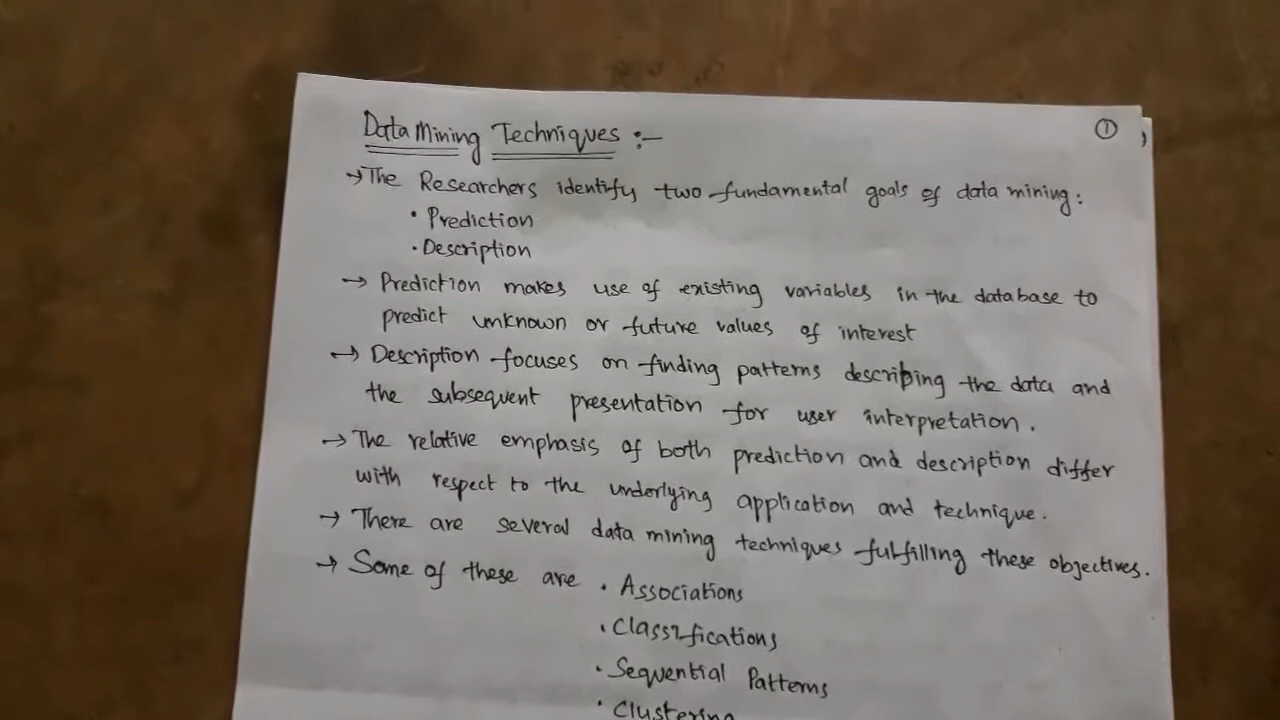 Data Mining Techniques :-
①
→ The Researchers identify two fundamental goals of data mining:
• Prediction
• Description
→ Prediction makes use of existing variables in the database to
predict unknown or future values of interest
→ Description focuses on finding patterns describing the data and
the subsequent presentation for user interpretation.
→ The relative emphasis of both prediction and description differ
with respect to the underlying application and technique.
→ There are several data mining techniques fulfilling these objectives.
→ Some of these are • Associations
• Classifications
• Sequential Patterns
• Clustering